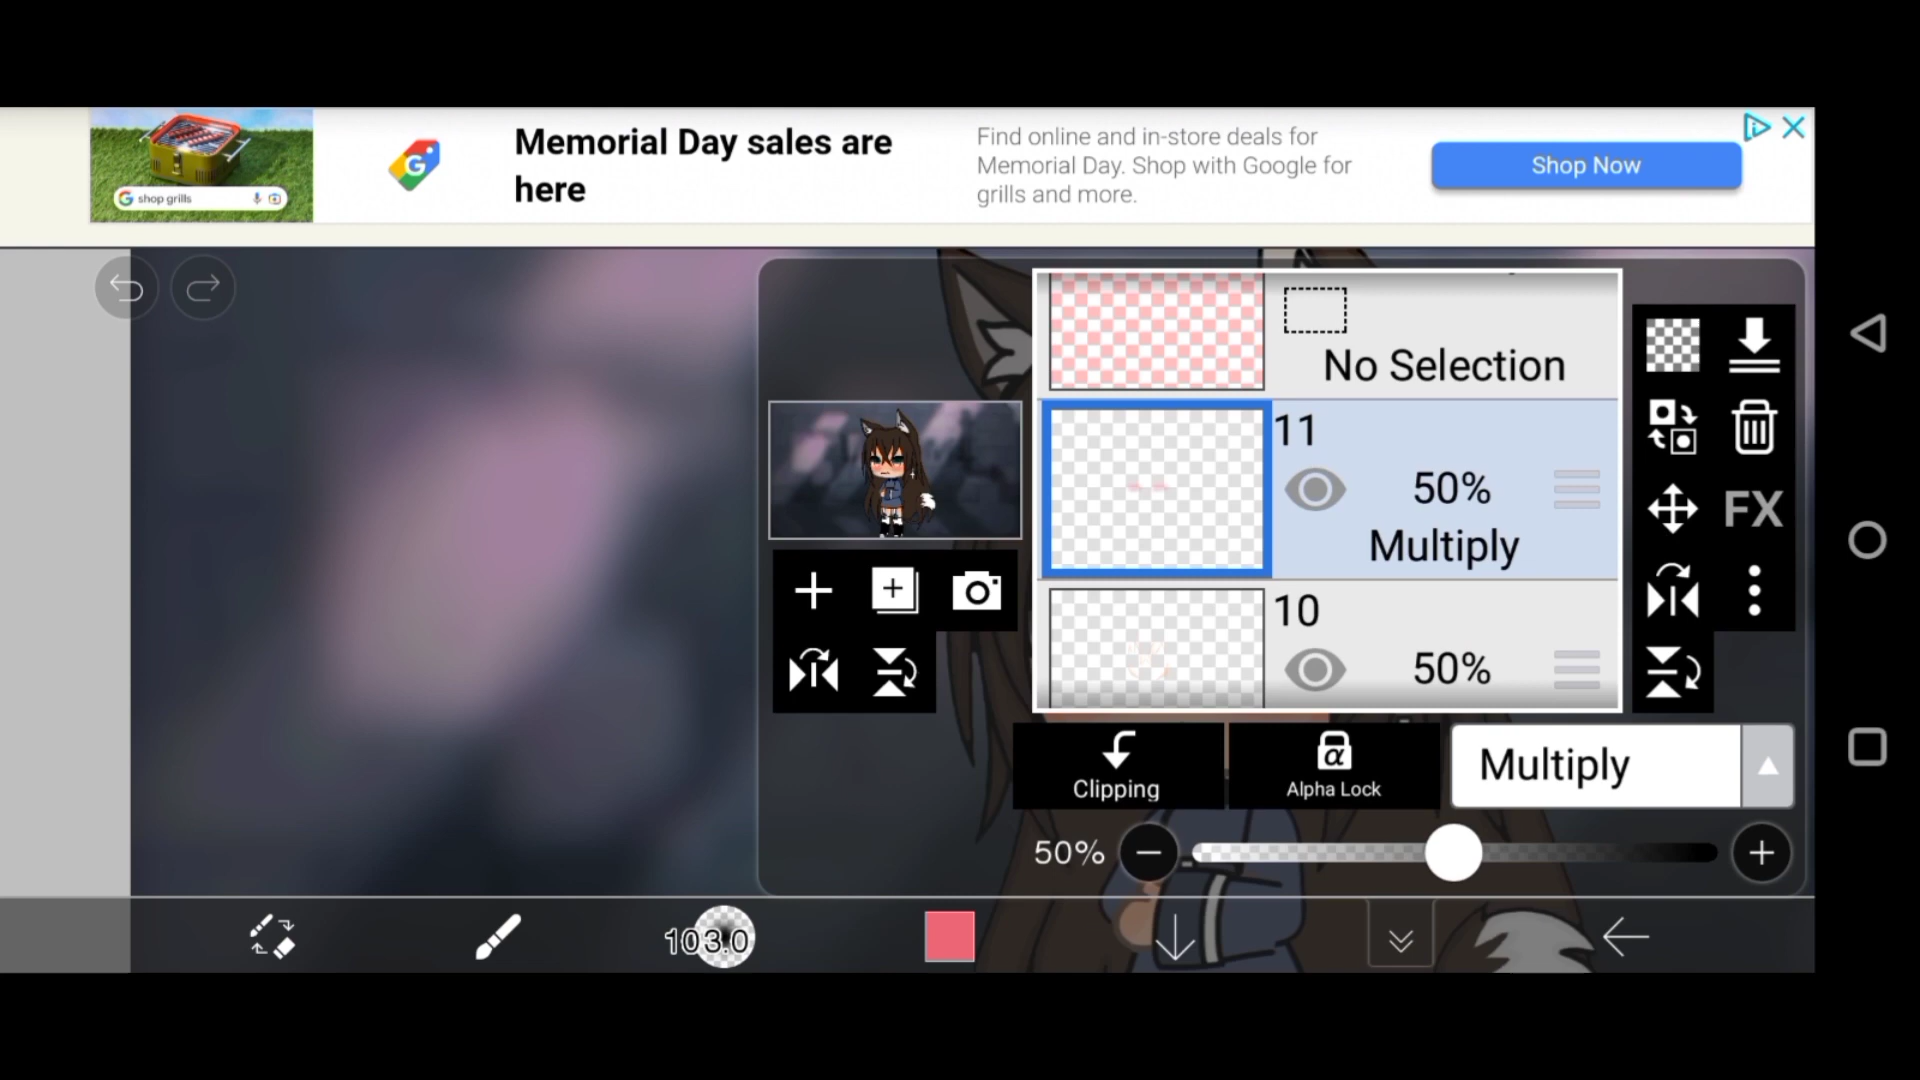 Memorial Day sales are
here
Find online and in-store deals for
Memorial Day. Shop with Google for
grills and more.
Shop Now
G shop grills
G
No Selection
11
50%
Multiply
FX
10
50%
Clipping
α
Alpha Lock
Multiply
50%
103.0